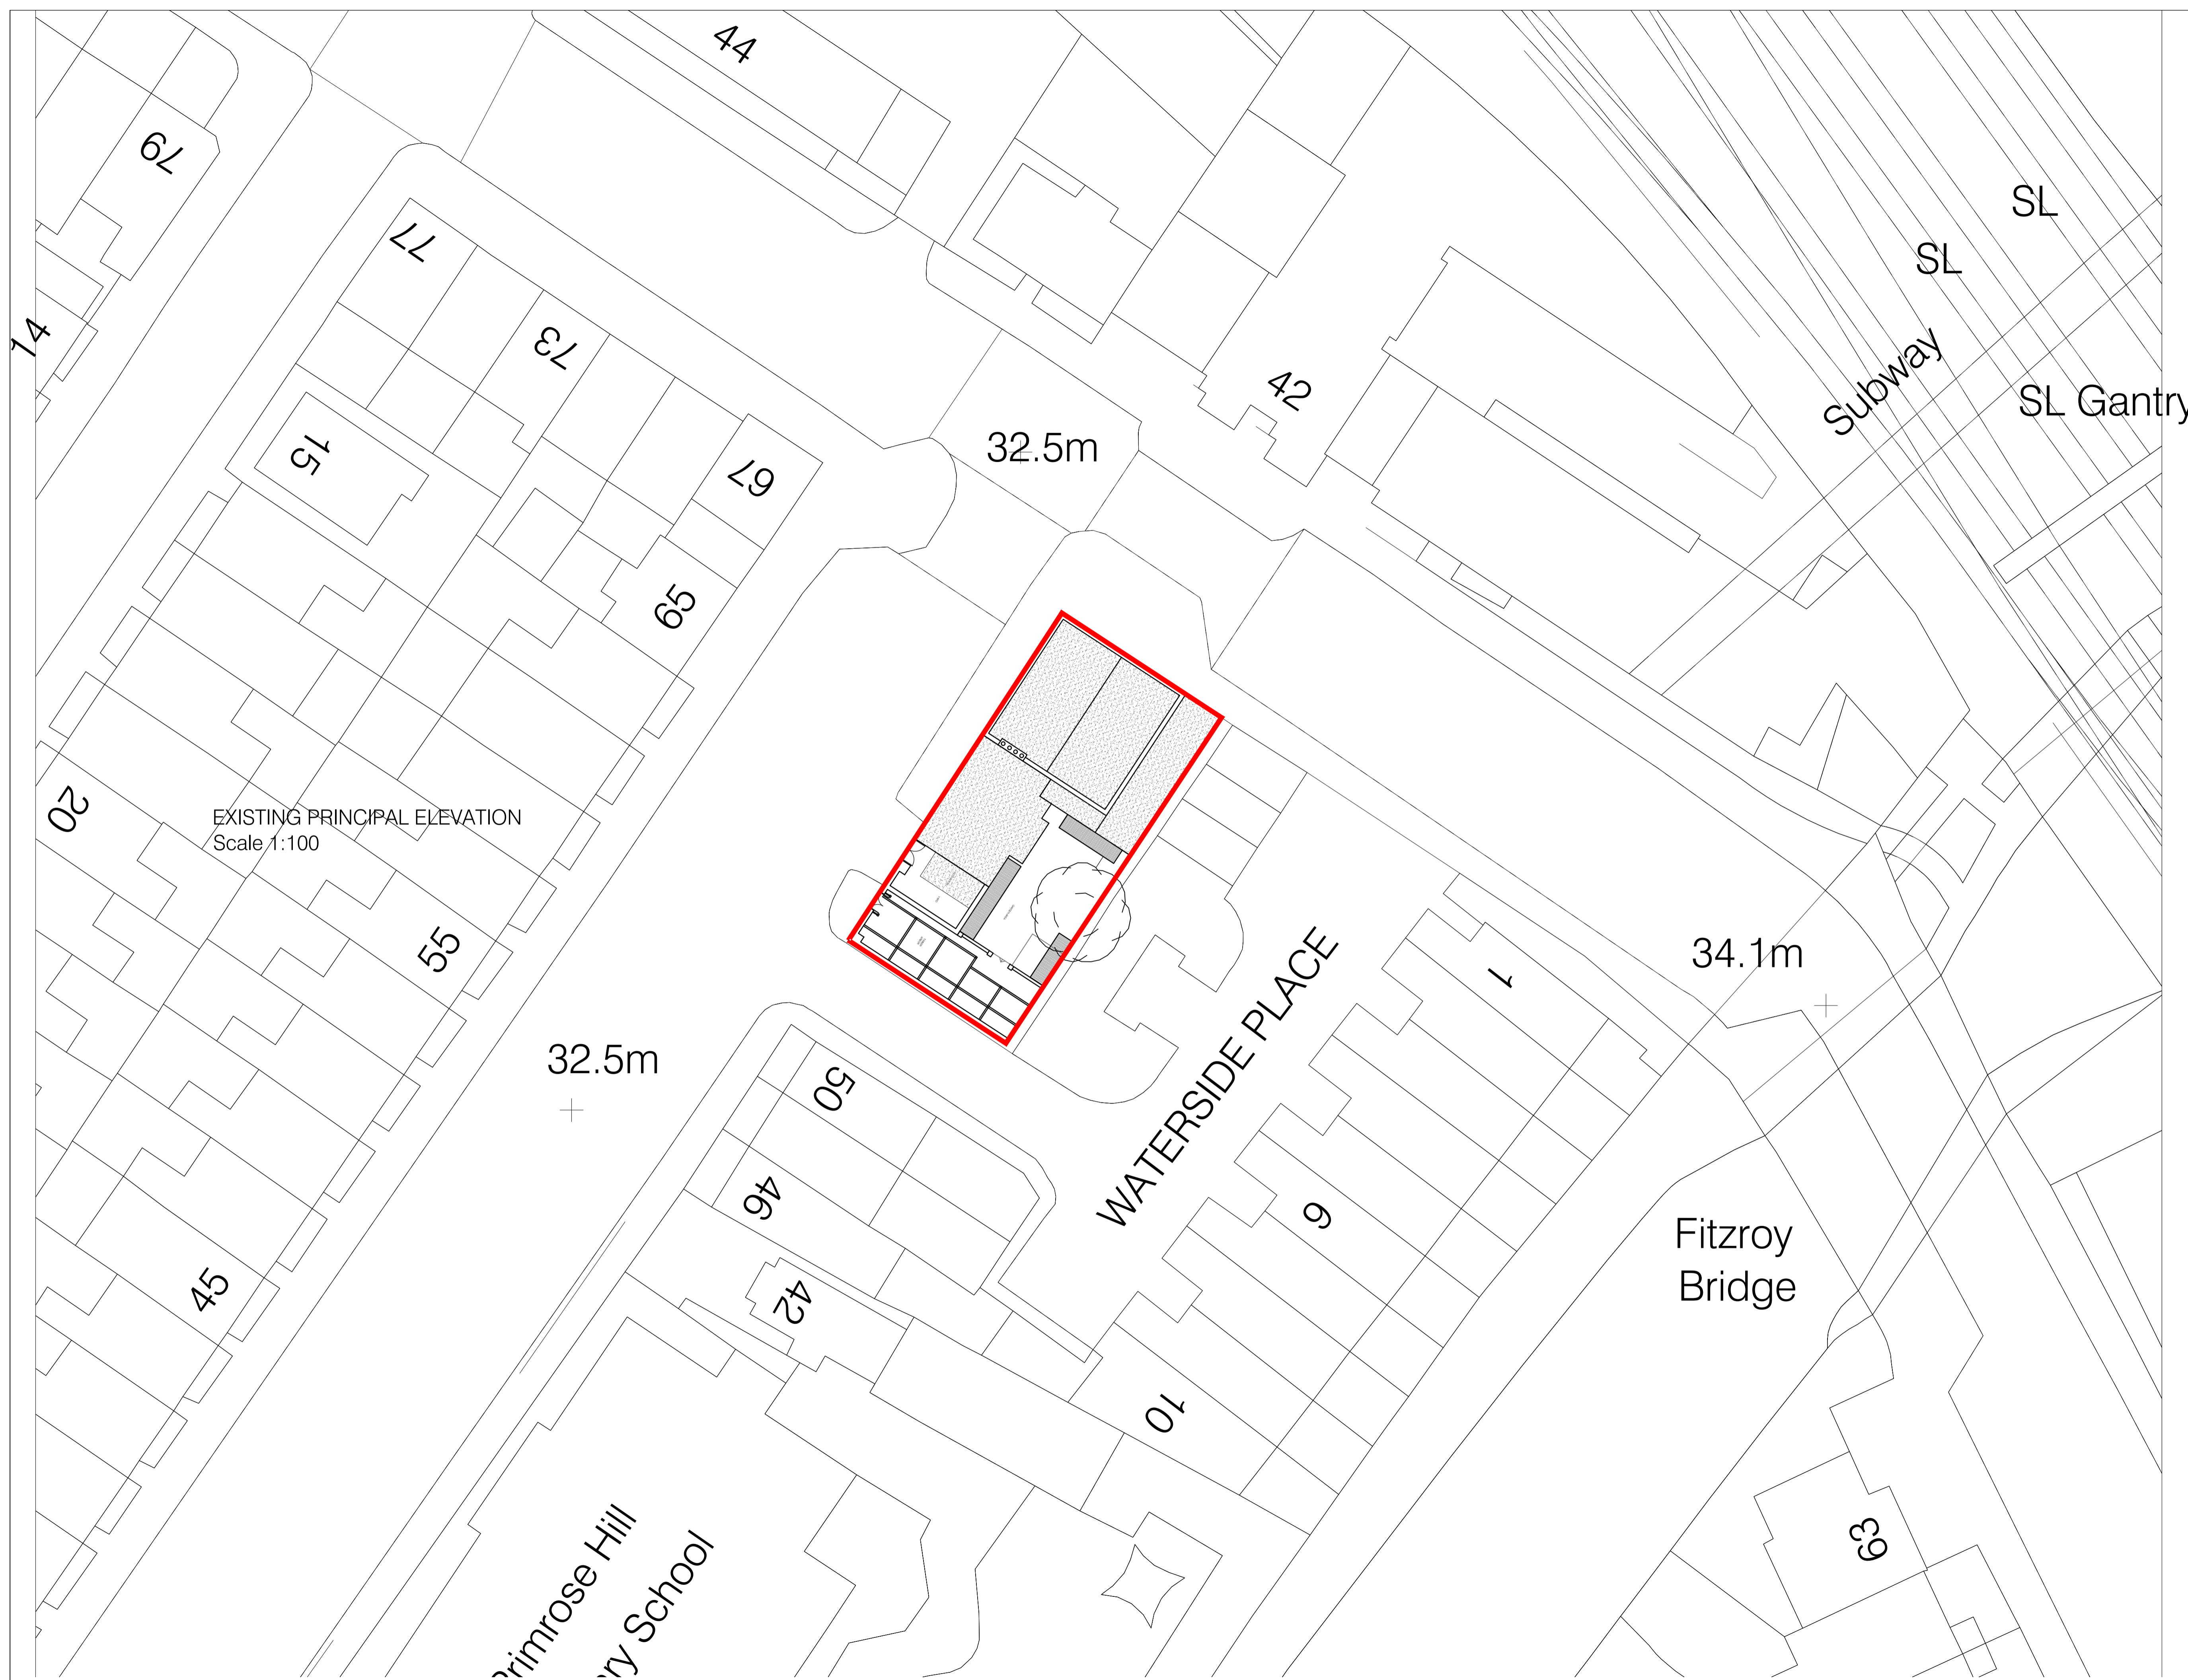 44
79
SL
77
SL
14
73
Subway
42
SL Gantry
32.5m
15
67
65
20
EXISTING PRINCIPAL ELEVATION
Scale 1:100
55
34.1m
1
WATERSIDE PLACE
32.5m
50
46
9
Fitzroy
Bridge
45
42
10
Primrose Hill
ry School
63